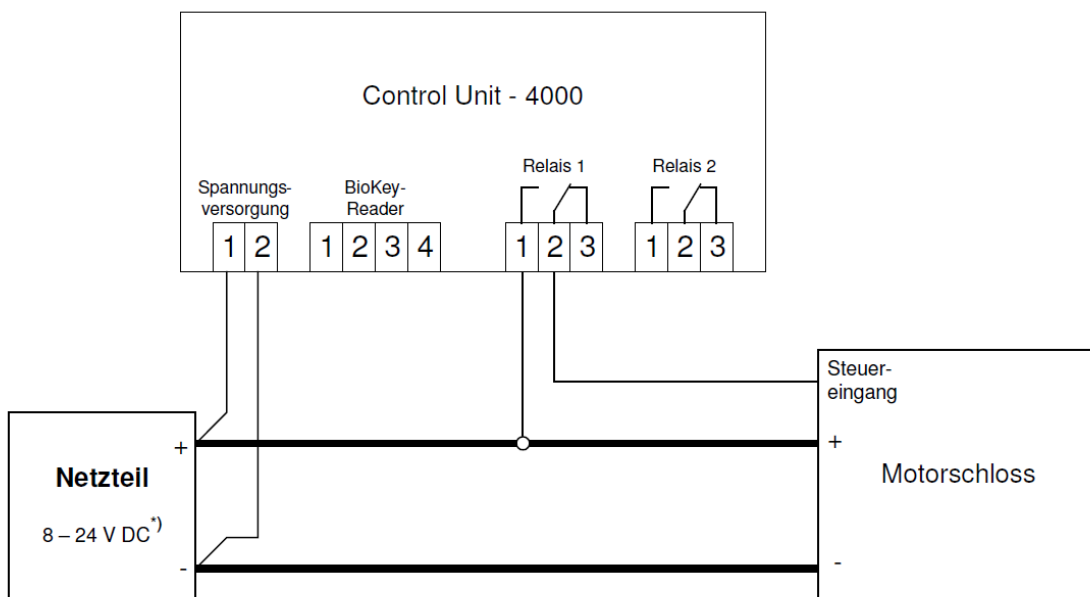 Control Unit - 4000
Relais 1
Relais 2
Spannungs-
versorgung
BioKey-
Reader
1 2
1 2 3 4
1 2 3
1 2 3
Steuer-
eingang
+
+
Netzteil
Motorschloss
8 – 24 V DC*)
-
-